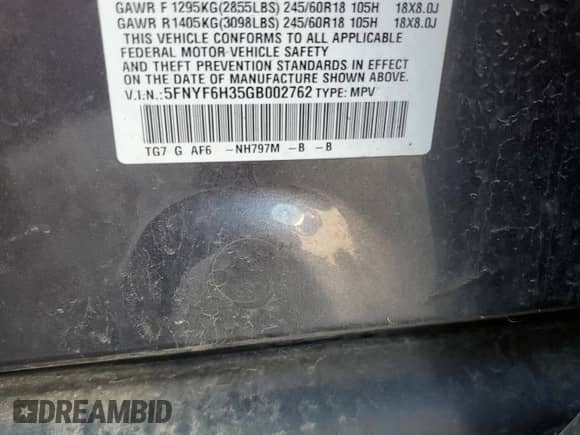 GAWR F 1295KG(2855LBS) 245/60R18 105H 18X8.0J
GAWR R1405KG(3098LBS) 245/60R18 105H 18X8.0J
THIS VEHICLE CONFORMS TO ALL APPLICABLE
FEDERAL MOTOR VEHICLE SAFETY
AND THEFT PREVENTION STANDARDS IN EFFECT
ON THE DATE OF MANUFACTURE SHOWN ABOVE.
V.I.N.:5FNYF6H35GB002762 TYPE: MPV
TG7 G AF6 -NH797M -B -B
DREAMBID